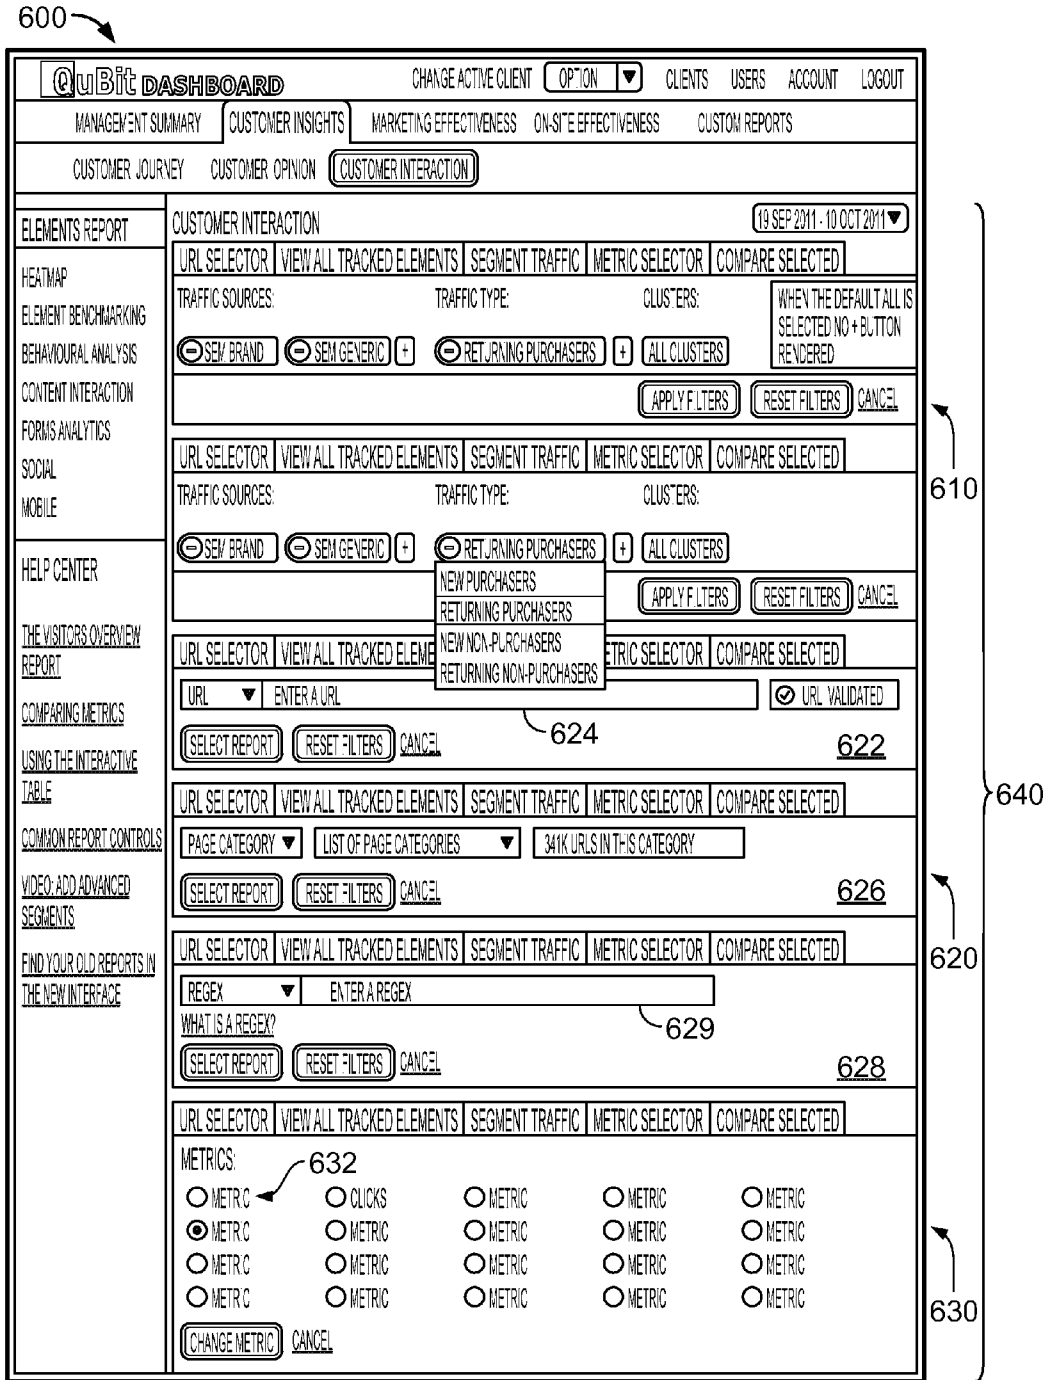 600
QuBit DASHBOARD CHANGE ACTIVE CLIENT OPTION CLIENTS USERS ACCOUNT LOGOUT
MANAGEMENT SUMMARY CUSTOMER INSIGHTS MARKETING EFFECTIVENESS ON-SITE EFFECTIVENESS CUSTOM REPORTS
CUSTOMER JOURNEY CUSTOMER OPINION CUSTOMER INTERACTION
ELEMENTS REPORT
HEATMAP
ELEMENT BENCHMARKING
BEHAVIOURAL ANALYSIS
CONTENT INTERACTION
FORMS ANALYTICS
SOCIAL
MOBILE
HELP CENTER
THE VISITORS OVERVIEW
REPORT
COMPARING METRICS
USING THE INTERACTIVE
TABLE
COMMON REPORT CONTROLS
VIDEO: ADD ADVANCED
SEGMENTS
FIND YOUR OLD REPORTS IN
THE NEW INTERFACE
CUSTOMER INTERACTION 19 SEP 2011 - 10 OCT 2011
URL SELECTOR VIEW ALL TRACKED ELEMENTS SEGMENT TRAFFIC METRIC SELECTOR COMPARE SELECTED
TRAFFIC SOURCES: TRAFFIC TYPE: CLUSTERS: WHEN THE DEFAULT ALL IS
SELECTED NO + BUTTON
RENDERED
SEM BRAND SEM GENERIC + RETURNING PURCHASERS + ALL CLUSTERS
APPLY FILTERS RESET FILTERS CANCEL
610
URL SELECTOR VIEW ALL TRACKED ELEMENTS SEGMENT TRAFFIC METRIC SELECTOR COMPARE SELECTED
TRAFFIC SOURCES: TRAFFIC TYPE: CLUSTERS:
SEM BRAND SEM GENERIC + RETURNING PURCHASERS + ALL CLUSTERS
NEW PURCHASERS
RETURNING PURCHASERS
NEW NON-PURCHASERS
RETURNING NON-PURCHASERS
APPLY FILTERS RESET FILTERS CANCEL
URL SELECTOR VIEW ALL TRACKED ELEME ETRIC SELECTOR COMPARE SELECTED
URL ENTER A URL URL VALIDATED
624
SELECT REPORT RESET FILTERS CANCEL 622
640
URL SELECTOR VIEW ALL TRACKED ELEMENTS SEGMENT TRAFFIC METRIC SELECTOR COMPARE SELECTED
PAGE CATEGORY LIST OF PAGE CATEGORIES 341K URLS IN THIS CATEGORY
SELECT REPORT RESET FILTERS CANCEL 626
620
URL SELECTOR VIEW ALL TRACKED ELEMENTS SEGMENT TRAFFIC METRIC SELECTOR COMPARE SELECTED
REGEX ENTER A REGEX
629
WHAT IS A REGEX?
SELECT REPORT RESET FILTERS CANCEL 628
URL SELECTOR VIEW ALL TRACKED ELEMENTS SEGMENT TRAFFIC METRIC SELECTOR COMPARE SELECTED
METRICS: 632
METRIC CLICKS METRIC METRIC METRIC
METRIC METRIC METRIC METRIC METRIC
METRIC METRIC METRIC METRIC METRIC
METRIC METRIC METRIC METRIC METRIC
630
CHANGE METRIC CANCEL